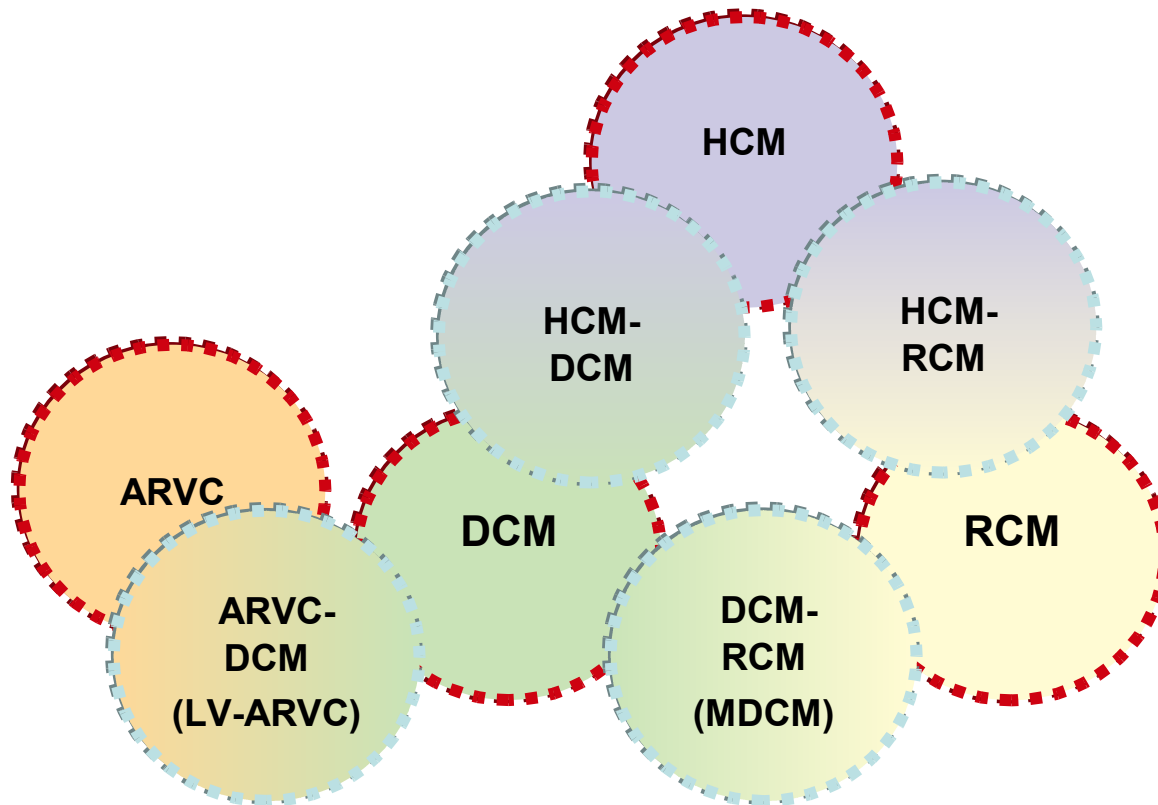 HCM
HCM-
DCM
HCM-
RCM
ARVC
DCM
RCM
ARVC-
DCM
(LV-ARVC)
DCM-
RCM
(MDCM)